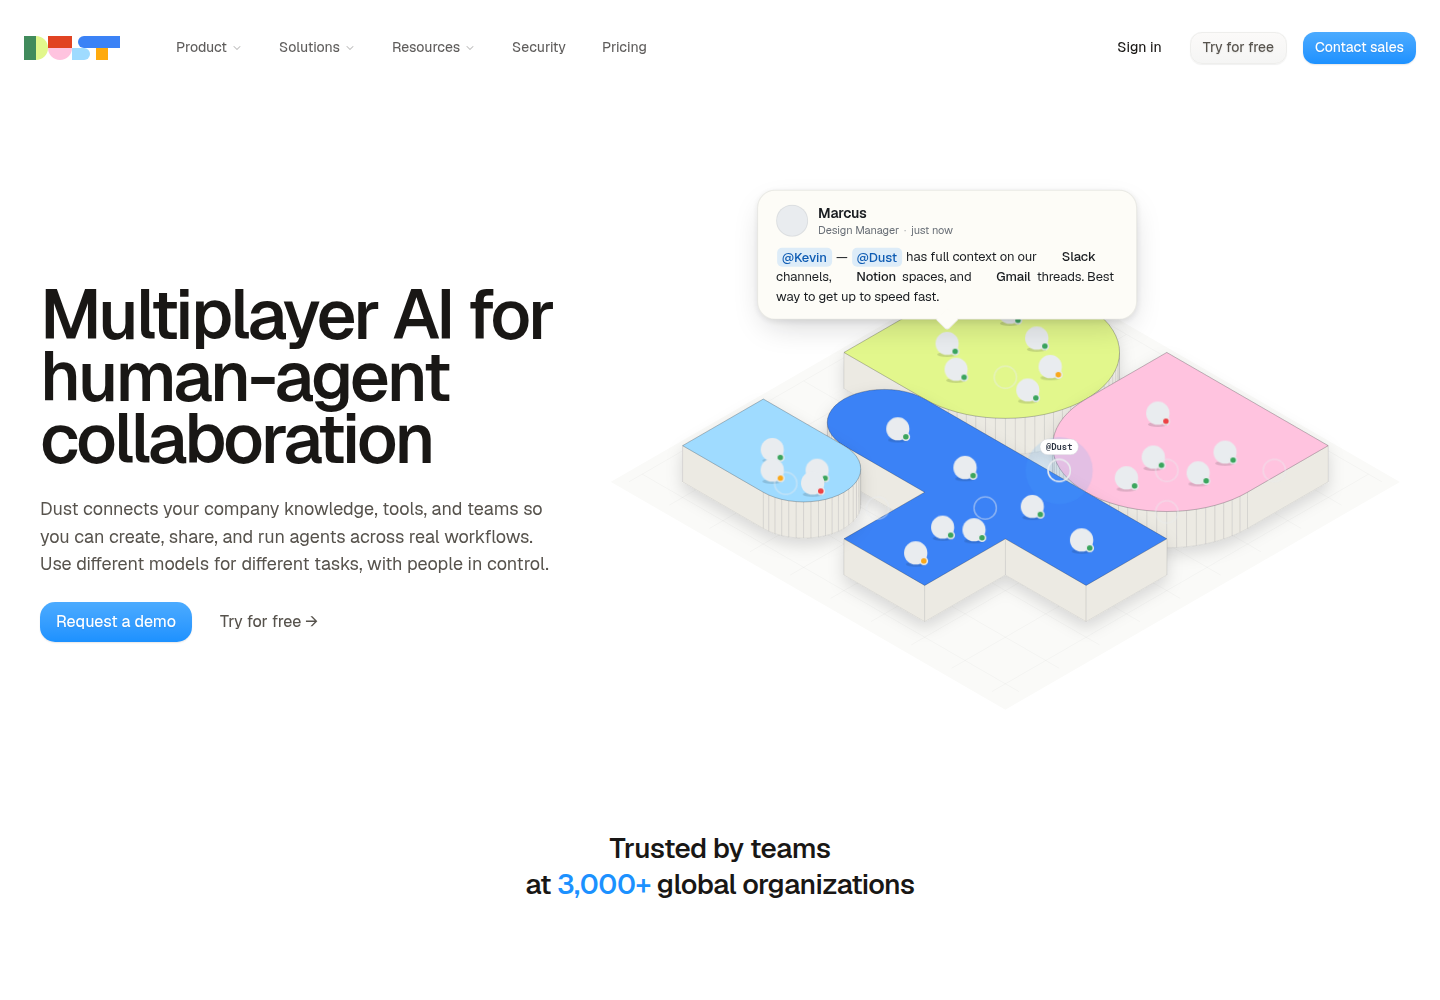 DUST
Product
Solutions
Resources
Security
Pricing
Sign in
Try for free
Contact sales
Marcus
Design Manager · just now
@Kevin — @Dust has full context on our Slack
channels, Notion spaces, and Gmail threads. Best
way to get up to speed fast.
Multiplayer AI for
human-agent
collaboration
@Dust
Dust connects your company knowledge, tools, and teams so
you can create, share, and run agents across real workflows.
Use different models for different tasks, with people in control.
Request a demo
Try for free →
Trusted by teams
at 3,000+ global organizations